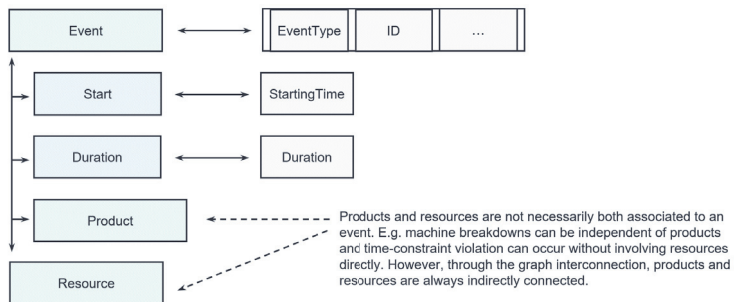 Event
EventType
ID
...
Start
StartingTime
Duration
Duration
Product
Products and resources are not necessarily both associated to an
event. E.g. machine breakdowns can be independent of products
and time-constraint violation can occur without involving resources
directly. However, through the graph interconnection, products and
resources are always indirectly connected.
Resource